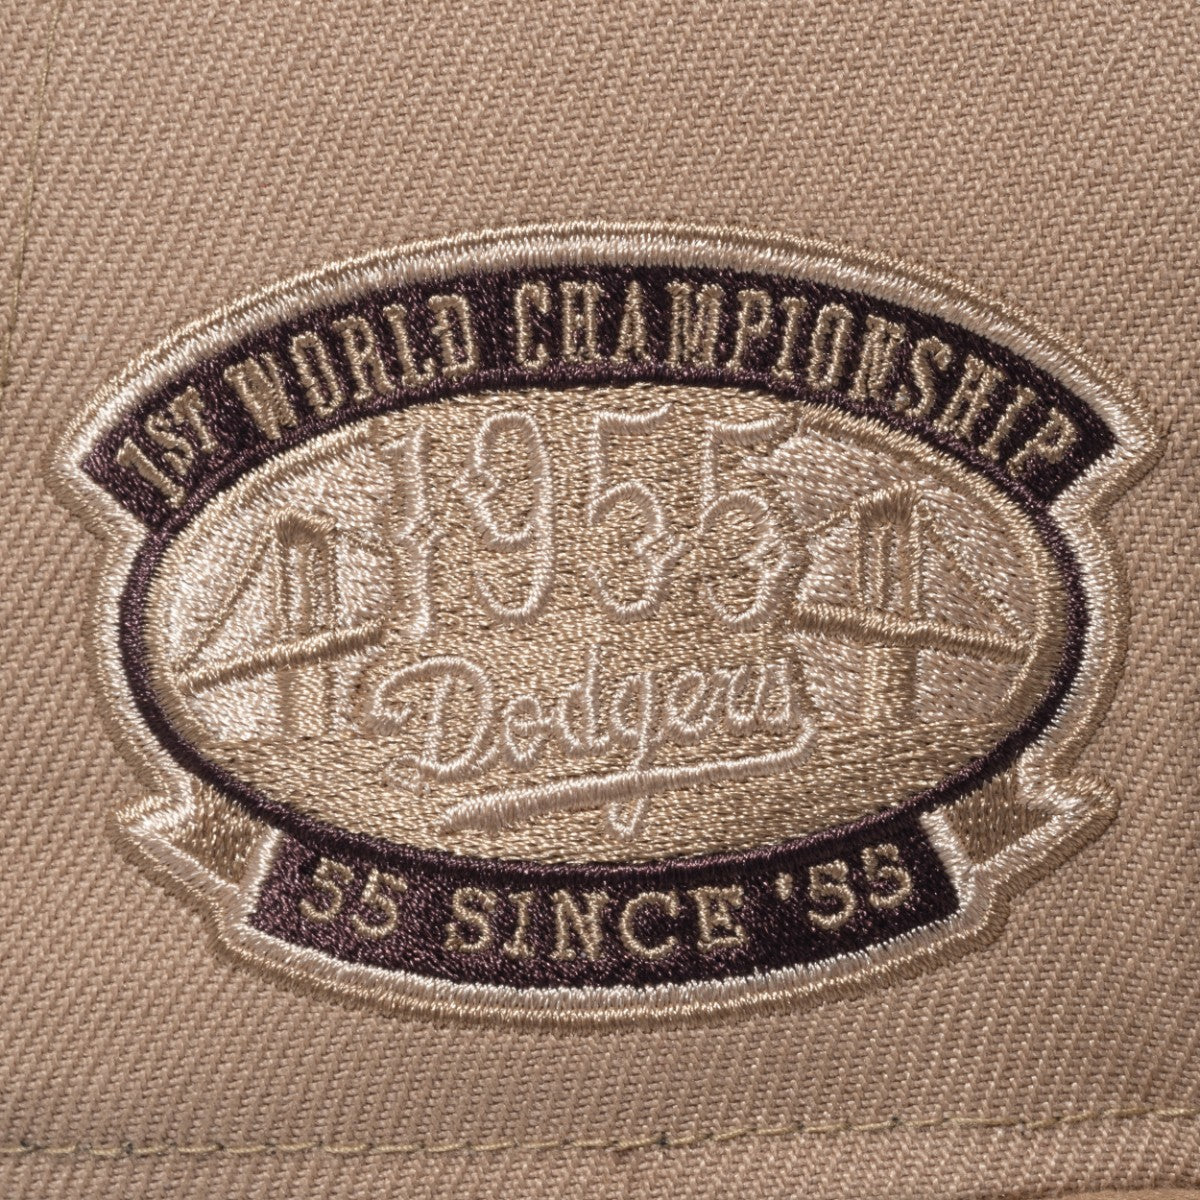 1ST WORLD CHAMPIONSHIP
1955
Dodgers
55 SINCE '55